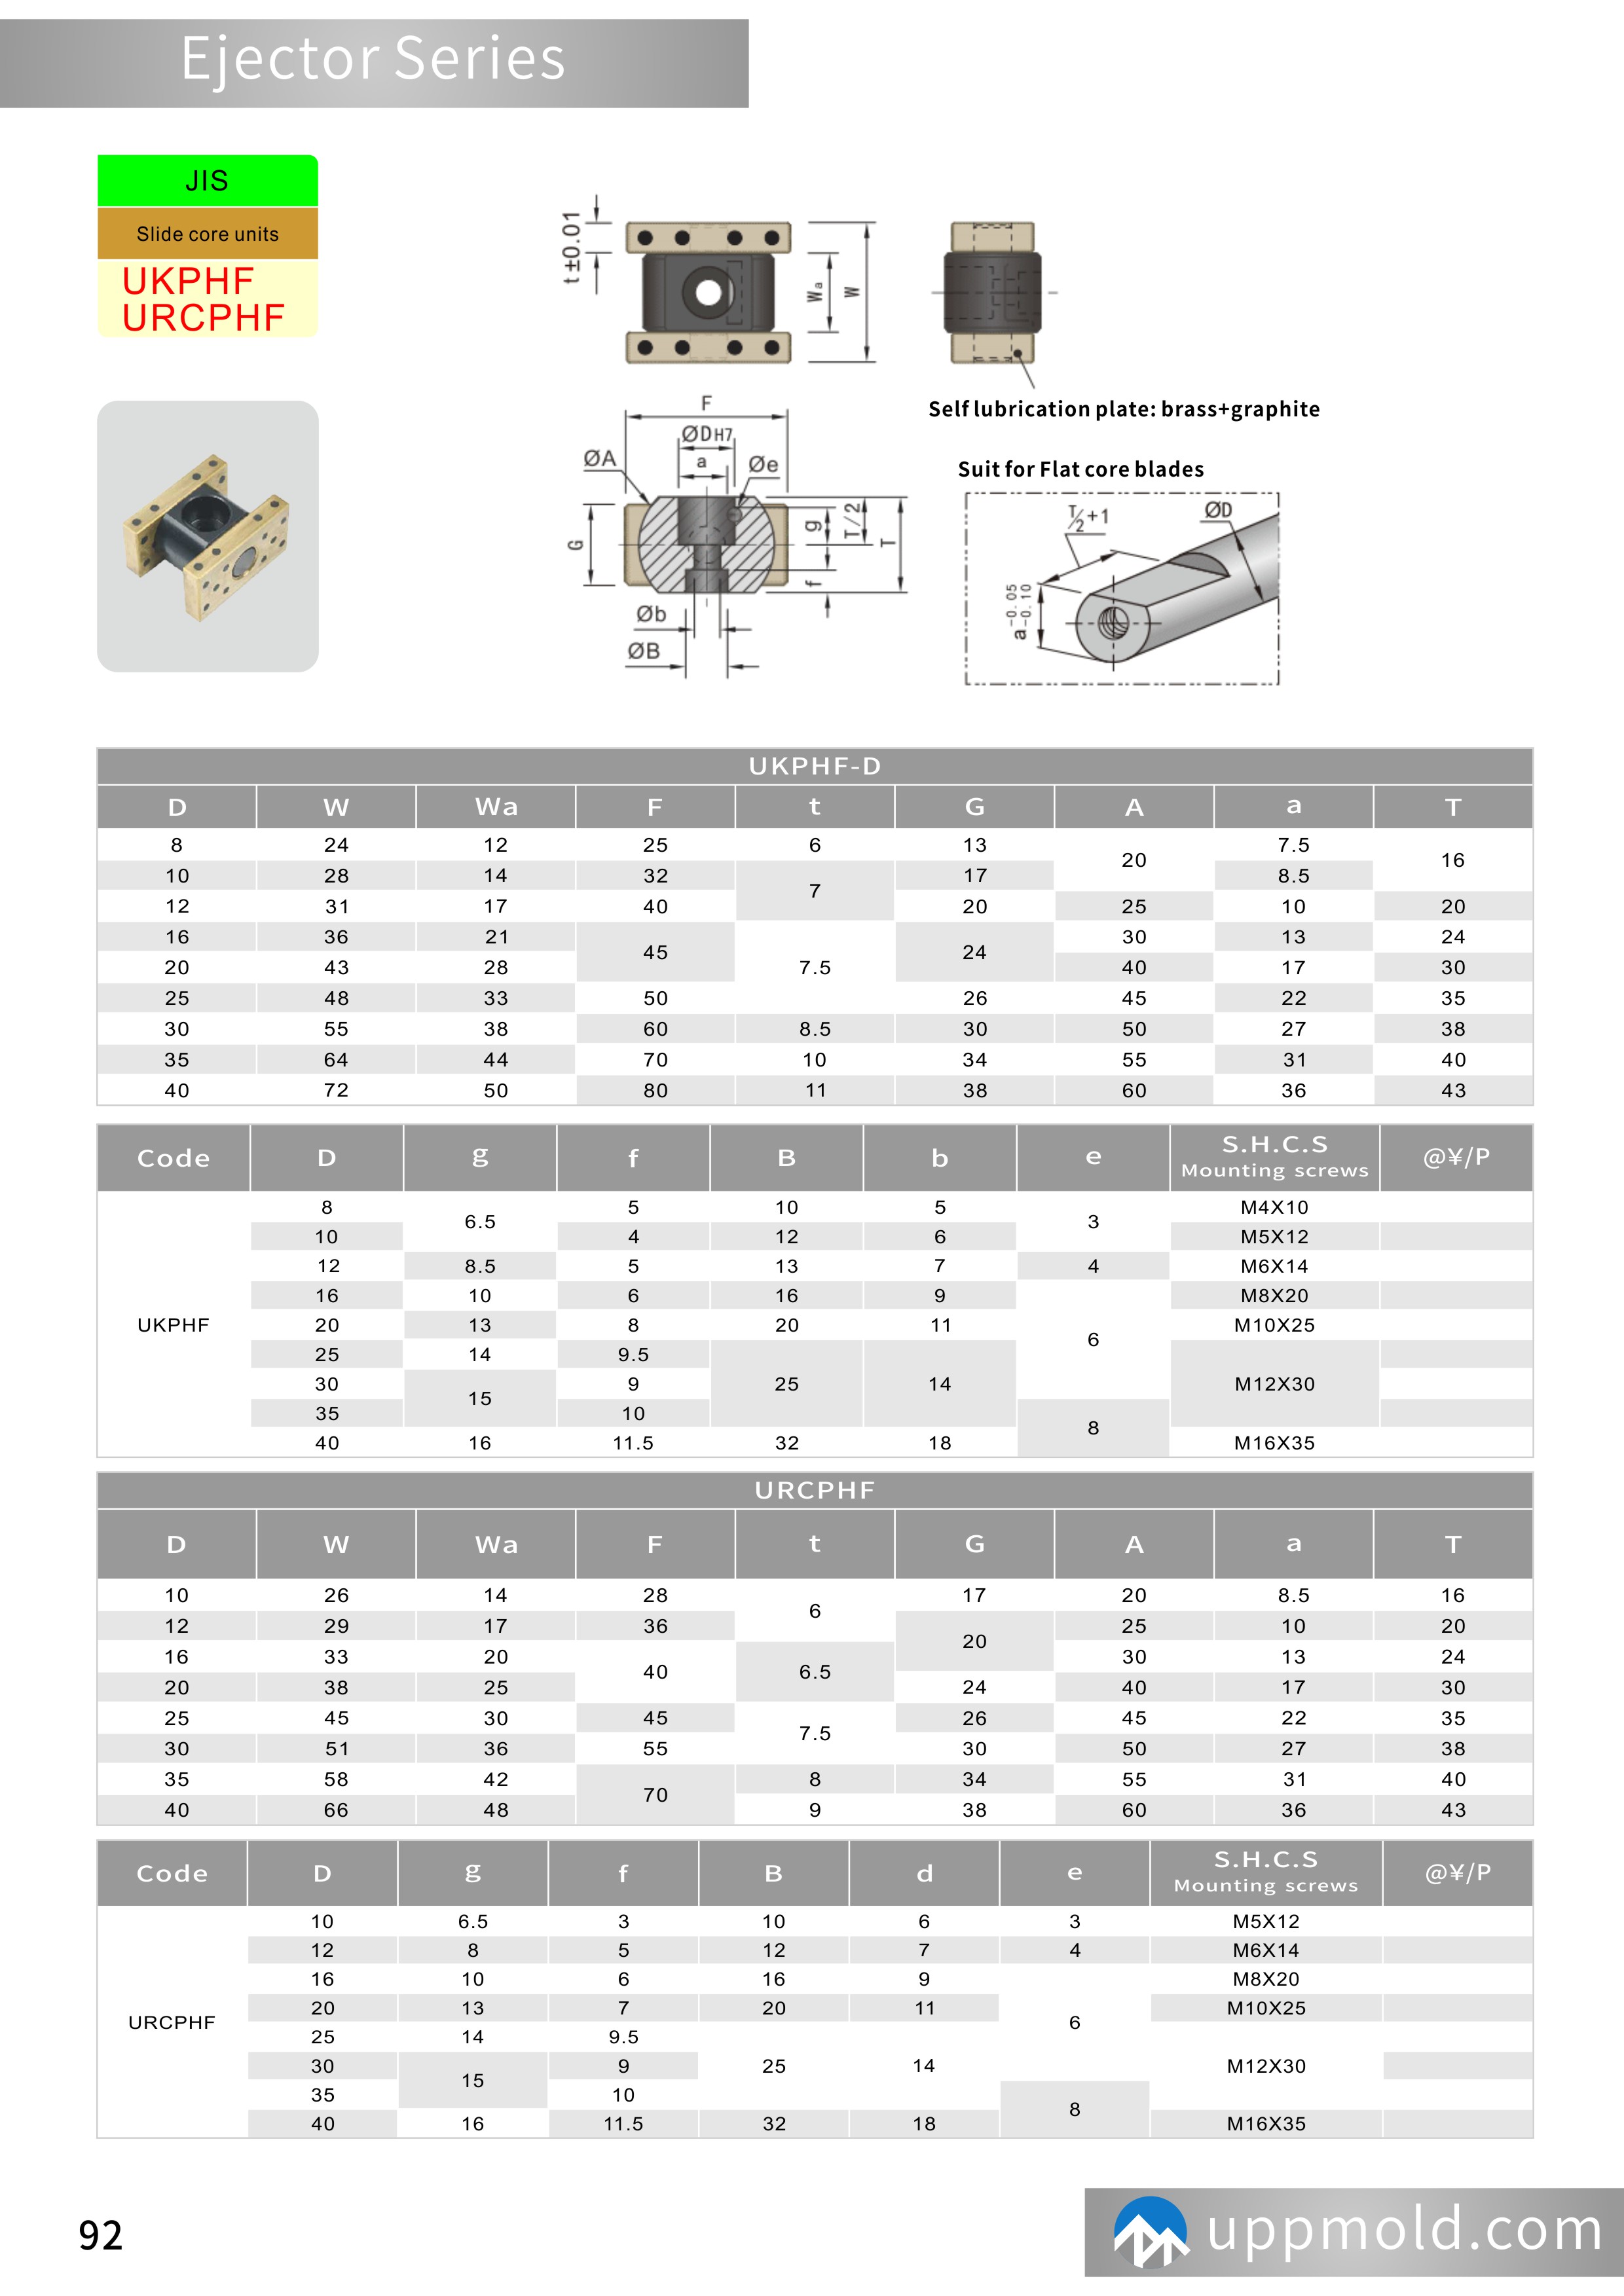 Ejector Series
JIS
Slide core units
UKPHF
URCPHF
t ±0.01
Wa
W
Self lubrication plate: brass+graphite
F
ØDH7
ØA
a
Øe
G
g
T/2
T
f
Øb
ØB
Suit for Flat core blades
T/2+1
ØD
a -0.05 -0.10
UKPHF-D
D W Wa F t G A a T
8 24 12 25 6 13 20 7.5 16
10 28 14 32 7 17 8.5
12 31 17 40 20 25 10 20
16 36 21 45 7.5 24 30 13 24
20 43 28 40 17 30
25 48 33 50 26 45 22 35
30 55 38 60 8.5 30 50 27 38
35 64 44 70 10 34 55 31 40
40 72 50 80 11 38 60 36 43
Code D g f B b e S.H.C.S Mounting screws @¥/P
UKPHF
8 6.5 5 10 5 3 M4X10
10 4 12 6 M5X12
12 8.5 5 13 7 4 M6X14
16 10 6 16 9 6 M8X20
20 13 8 20 11 M10X25
25 14 9.5 25 14 M12X30
30 15 9
35 10 8
40 16 11.5 32 18 M16X35
URCPHF
D W Wa F t G A a T
10 26 14 28 6 17 20 8.5 16
12 29 17 36 20 25 10 20
16 33 20 40 6.5 30 13 24
20 38 25 24 40 17 30
25 45 30 45 7.5 26 45 22 35
30 51 36 55 30 50 27 38
35 58 42 70 8 34 55 31 40
40 66 48 9 38 60 36 43
Code D g f B d e S.H.C.S Mounting screws @¥/P
URCPHF
10 6.5 3 10 6 3 M5X12
12 8 5 12 7 4 M6X14
16 10 6 16 9 6 M8X20
20 13 7 20 11 M10X25
25 14 9.5 25 14 M12X30
30 15 9
35 10 8
40 16 11.5 32 18 M16X35
92
uppmold.com